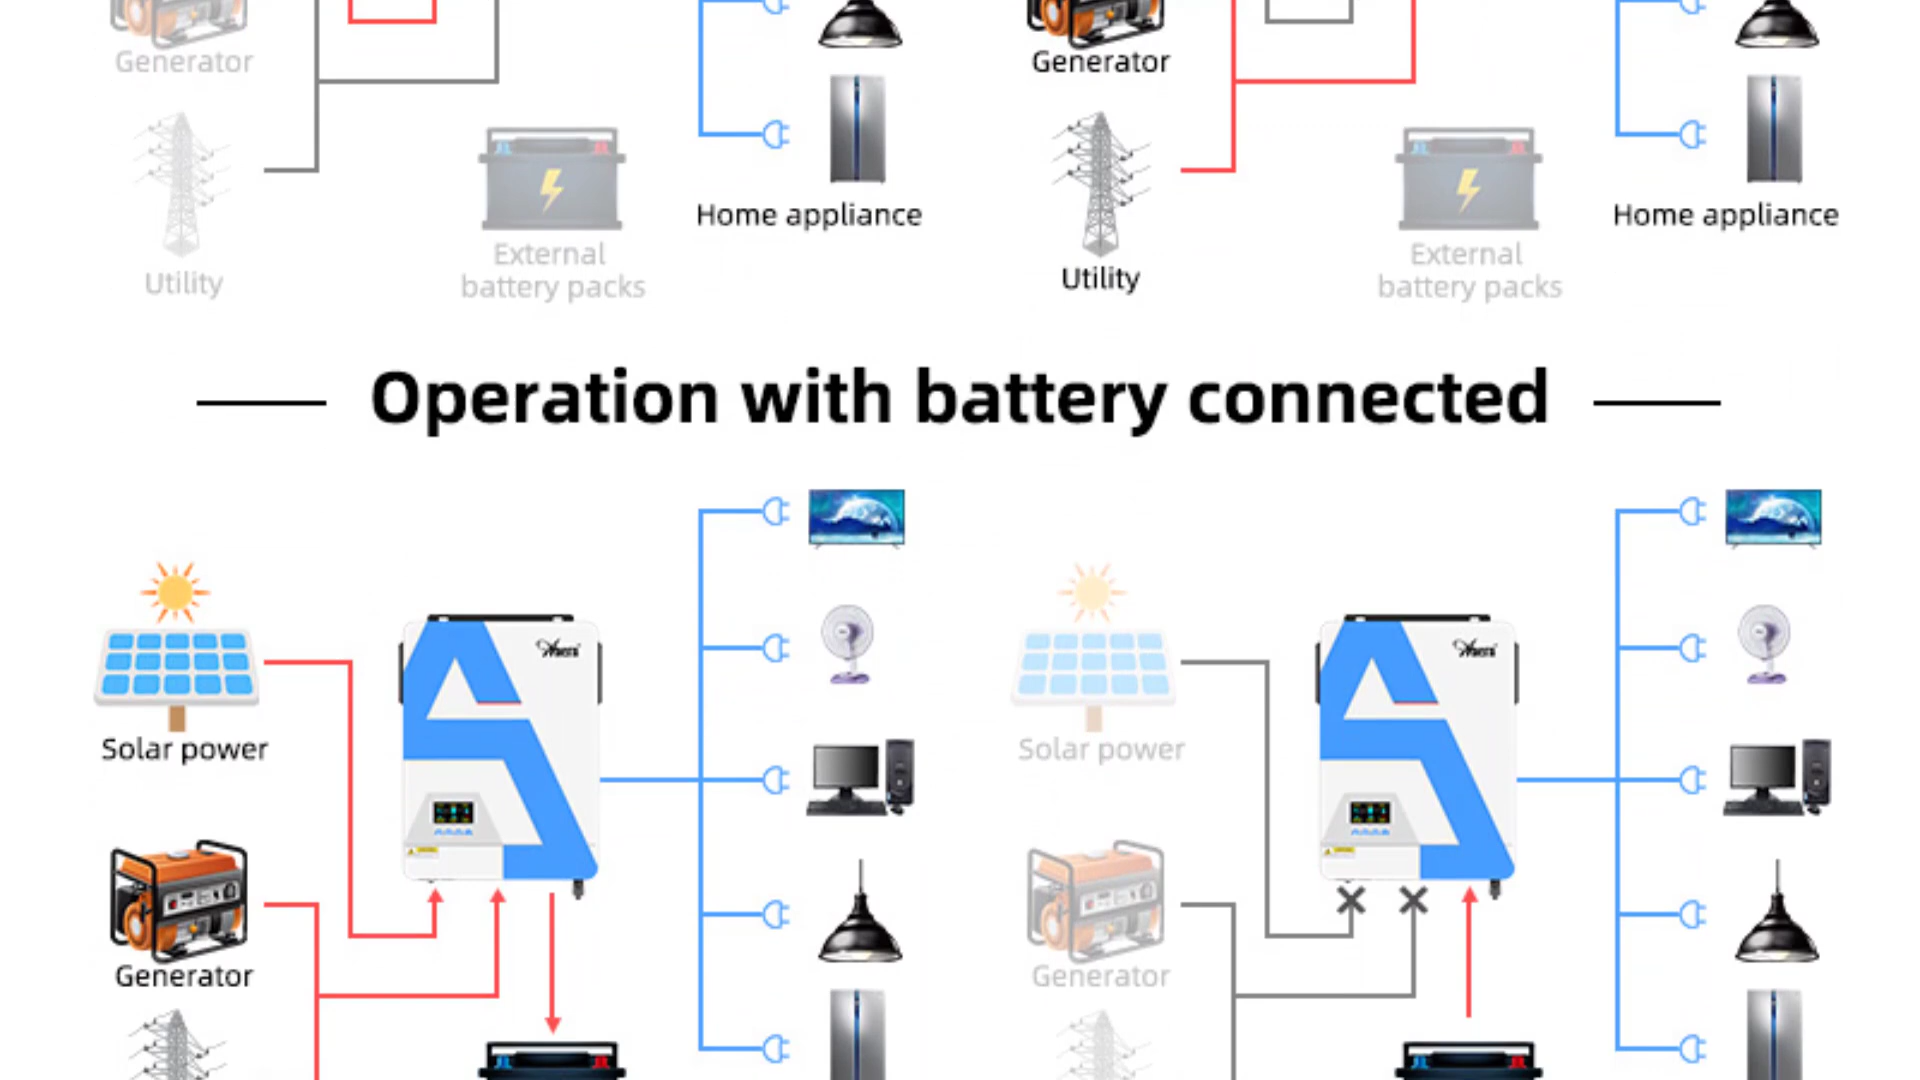 Generator
Generator
Utility
External
battery packs
Home appliance
Utility
External
battery packs
Home appliance
Operation with battery connected
Solar power
Generator
Solar power
Generator